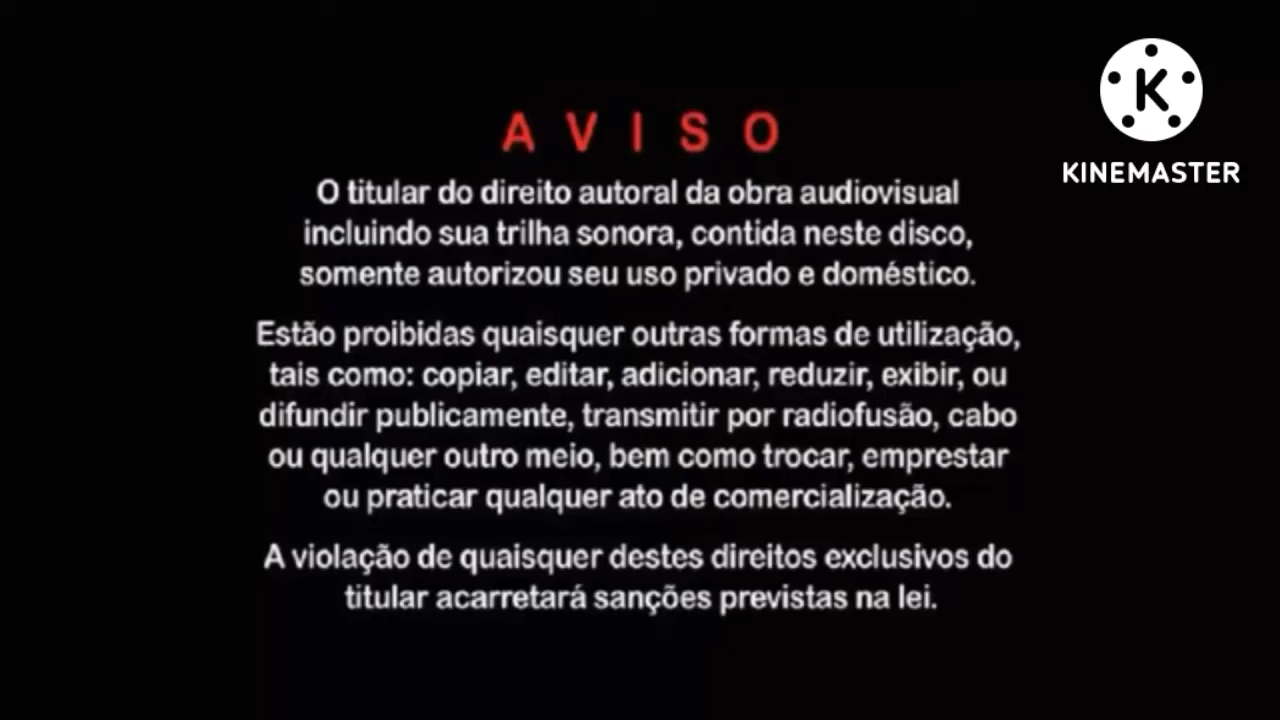 A V I S O
O titular do direito autoral da obra audiovisual
incluindo sua trilha sonora, contida neste disco,
somente autorizou seu uso privado e doméstico.
Estão proibidas quaisquer outras formas de utilização,
tais como: copiar, editar, adicionar, reduzir, exibir, ou
difundir publicamente, transmitir por radiofusão, cabo
ou qualquer outro meio, bem como trocar, emprestar
ou praticar qualquer ato de comercialização.
A violação de quaisquer destes direitos exclusivos do
titular acarretará sanções previstas na lei.
K
KINEMASTER